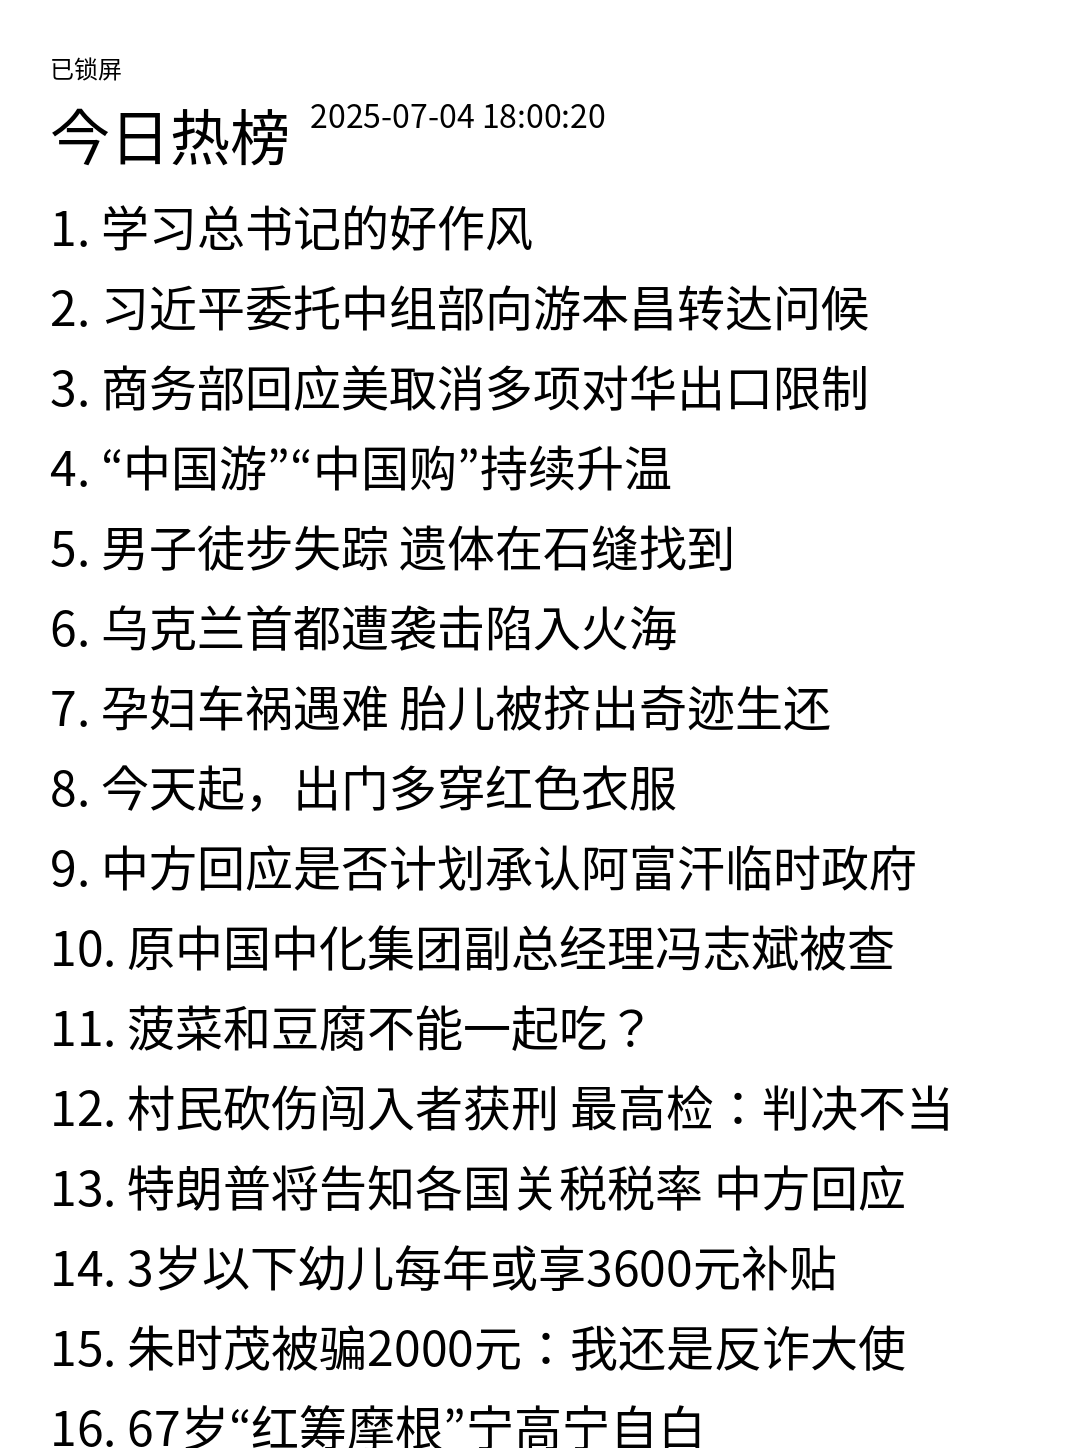 已锁屏
今日热榜 2025-07-04 18:00:20
1. 学习总书记的好作风
2. 习近平委托中组部向游本昌转达问候
3. 商务部回应美取消多项对华出口限制
4. “中国游”“中国购”持续升温
5. 男子徒步失踪 遗体在石缝找到
6. 乌克兰首都遭袭击陷入火海
7. 孕妇车祸遇难 胎儿被挤出奇迹生还
8. 今天起，出门多穿红色衣服
9. 中方回应是否计划承认阿富汗临时政府
10. 原中国中化集团副总经理冯志斌被查
11. 菠菜和豆腐不能一起吃？
12. 村民砍伤闯入者获刑 最高检：判决不当
13. 特朗普将告知各国关税税率 中方回应
14. 3岁以下幼儿每年或享3600元补贴
15. 朱时茂被骗2000元：我还是反诈大使
16. 67岁“红筹摩根”宁高宁自白